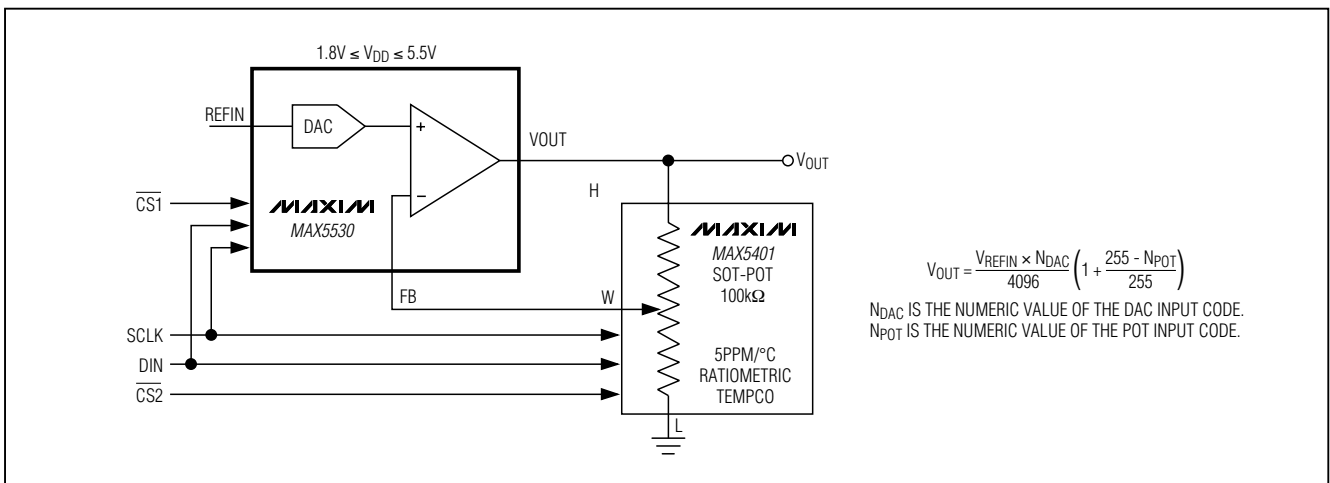 1.8V ≤ VDD ≤ 5.5V
REFIN
DAC
+
−
VOUT
VOUT
H
CS1
MAXIM
MAX5530
MAXIM
MAX5401
SOT-POT
100kΩ
FB
W
SCLK
DIN
CS2
5PPM/°C
RATIOMETRIC
TEMPCO
L
VOUT = VREFIN × NDAC / 4096 (1 + 255 - NPOT / 255)
NDAC IS THE NUMERIC VALUE OF THE DAC INPUT CODE.
NPOT IS THE NUMERIC VALUE OF THE POT INPUT CODE.